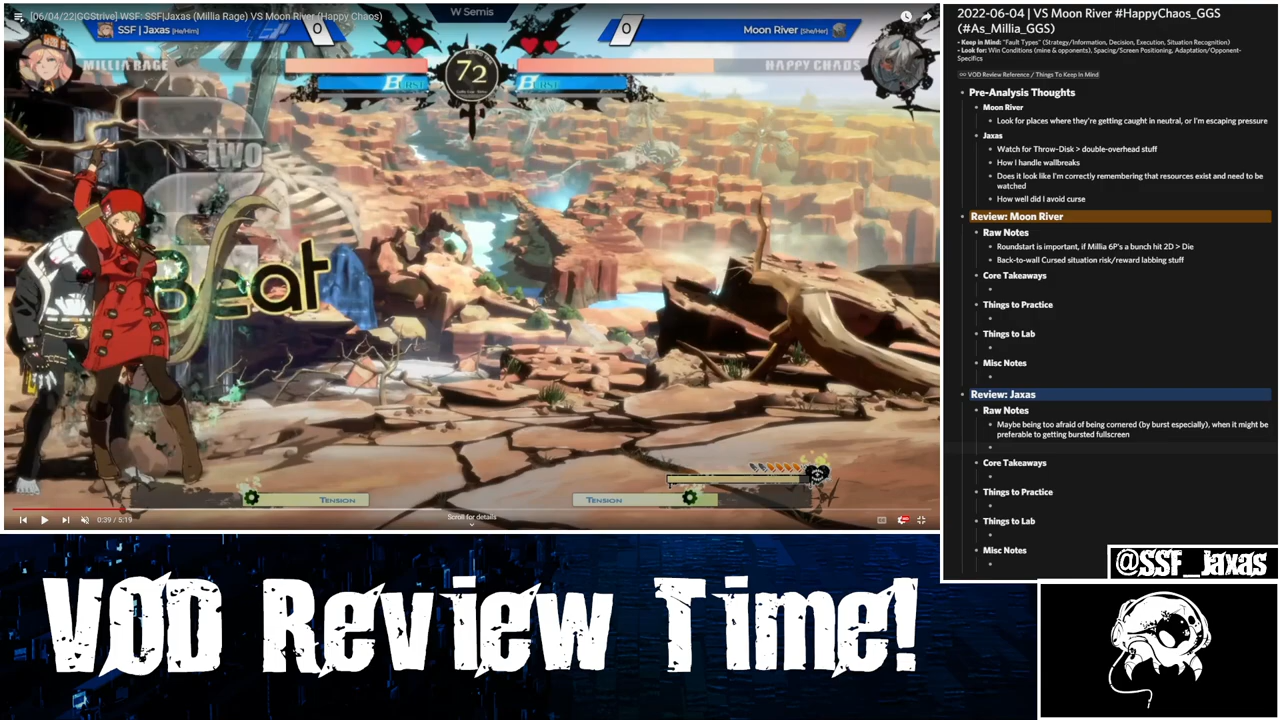 [06/04/22|GGStrive] WSF: SSF|Jaxas (Millia Rage) VS Moon River (Happy Chaos)
W Semis
SSF | Jaxas [He/Him]
0
0
Moon River [She/Her]
MILLIA RAGE
72
HAPPY CHAOS
BURST
BURST
two
Beat
TENSION
TENSION
0:39 / 5:19
Scroll for details
2022-06-04 | VS Moon River #HappyChaos_GGS
(#As_Millia_GGS)
- Keep in Mind: "Fault Types" (Strategy/Information, Decision, Execution, Situation Recognition)
- Look for: Win Conditions (mine & opponents), Spacing/Screen Positioning, Adaptation/Opponent-
Specifics
VOD Review Reference / Things To Keep In Mind
Pre-Analysis Thoughts
Moon River
Look for places where they're getting caught in neutral, or I'm escaping pressure
Jaxas
Watch for Throw-Disk > double-overhead stuff
How I handle wallbreaks
Does it look like I'm correctly remembering that resources exist and need to be
watched
How well did I avoid curse
Review: Moon River
Raw Notes
Roundstart is important, if Millia 6P's a bunch hit 2D > Die
Back-to-wall Cursed situation risk/reward labbing stuff
Core Takeaways
Things to Practice
Things to Lab
Misc Notes
Review: Jaxas
Raw Notes
Maybe being too afraid of being cornered (by burst especially), when it might be
preferable to getting bursted fullscreen
Core Takeaways
Things to Practice
Things to Lab
Misc Notes
@SSF_Jaxas
VOD Review Time!